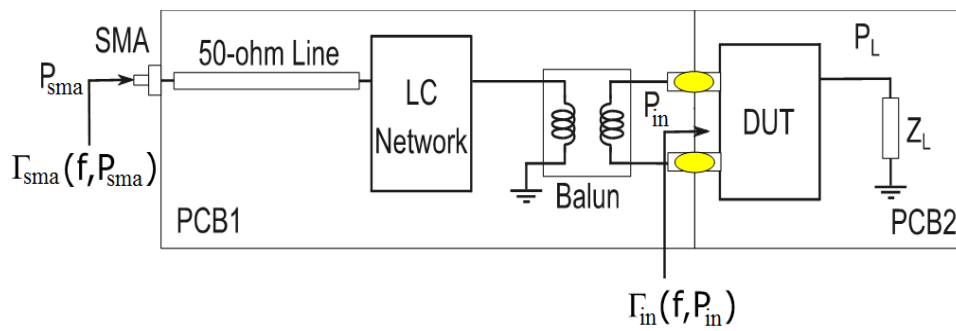 SMA
P_sma
50-ohm Line
LC
Network
Γ_sma(f,P_sma)
PCB1
Balun
P_in
Γ_in(f,P_in)
DUT
P_L
Z_L
PCB2